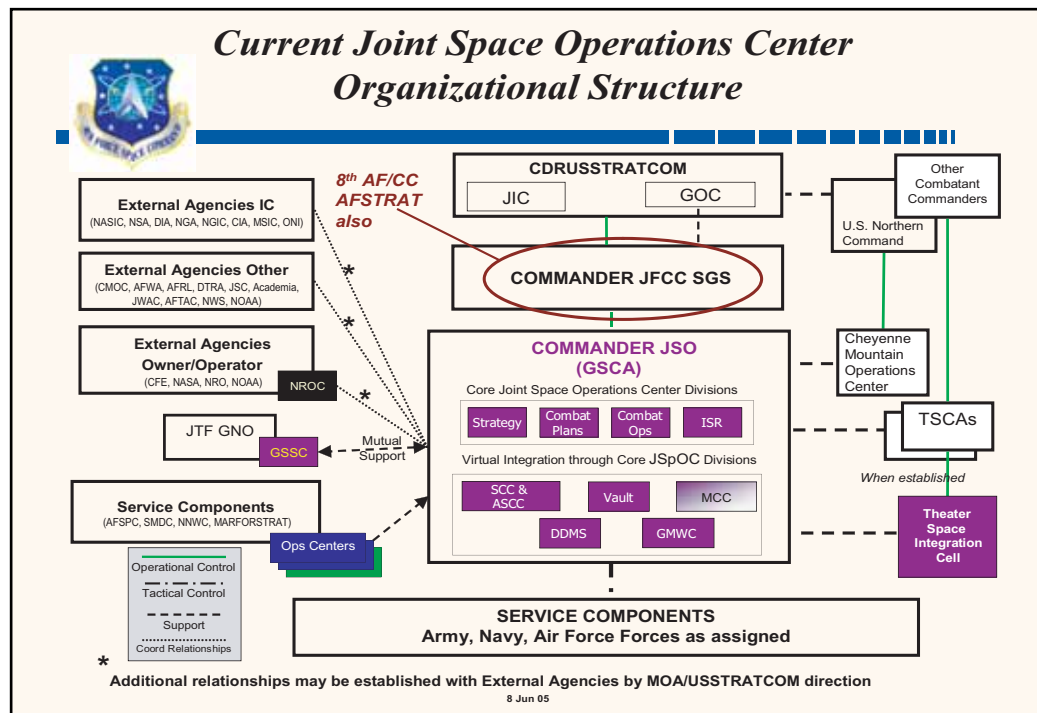 Current Joint Space Operations Center
Organizational Structure
AIR FORCE SPACE COMMAND
8th AF/CC
AFSTRAT
also
CDRUSSTRATCOM
JIC
GOC
Other
Combatant
Commanders
U.S. Northern
Command
External Agencies IC
(NASIC, NSA, DIA, NGA, NGIC, CIA, MSIC, ONI)
*
External Agencies Other
(CMOC, AFWA, AFRL, DTRA, JSC, Academia,
JWAC, AFTAC, NWS, NOAA)
*
External Agencies
Owner/Operator
(CFE, NASA, NRO, NOAA)
NROC
*
JTF GNO
GSSC
Mutual
Support
Service Components
(AFSPC, SMDC, NNWC, MARFORSTRAT)
Ops Centers
COMMANDER JFCC SGS
COMMANDER JSO
(GSCA)
Core Joint Space Operations Center Divisions
Strategy
Combat
Plans
Combat
Ops
ISR
Virtual Integration through Core JSpOC Divisions
SCC &
ASCC
Vault
MCC
DDMS
GMWC
Cheyenne
Mountain
Operations
Center
TSCAs
When established
Theater
Space
Integration
Cell
Operational Control
Tactical Control
Support
Coord Relationships
SERVICE COMPONENTS
Army, Navy, Air Force Forces as assigned
* Additional relationships may be established with External Agencies by MOA/USSTRATCOM direction
8 Jun 05